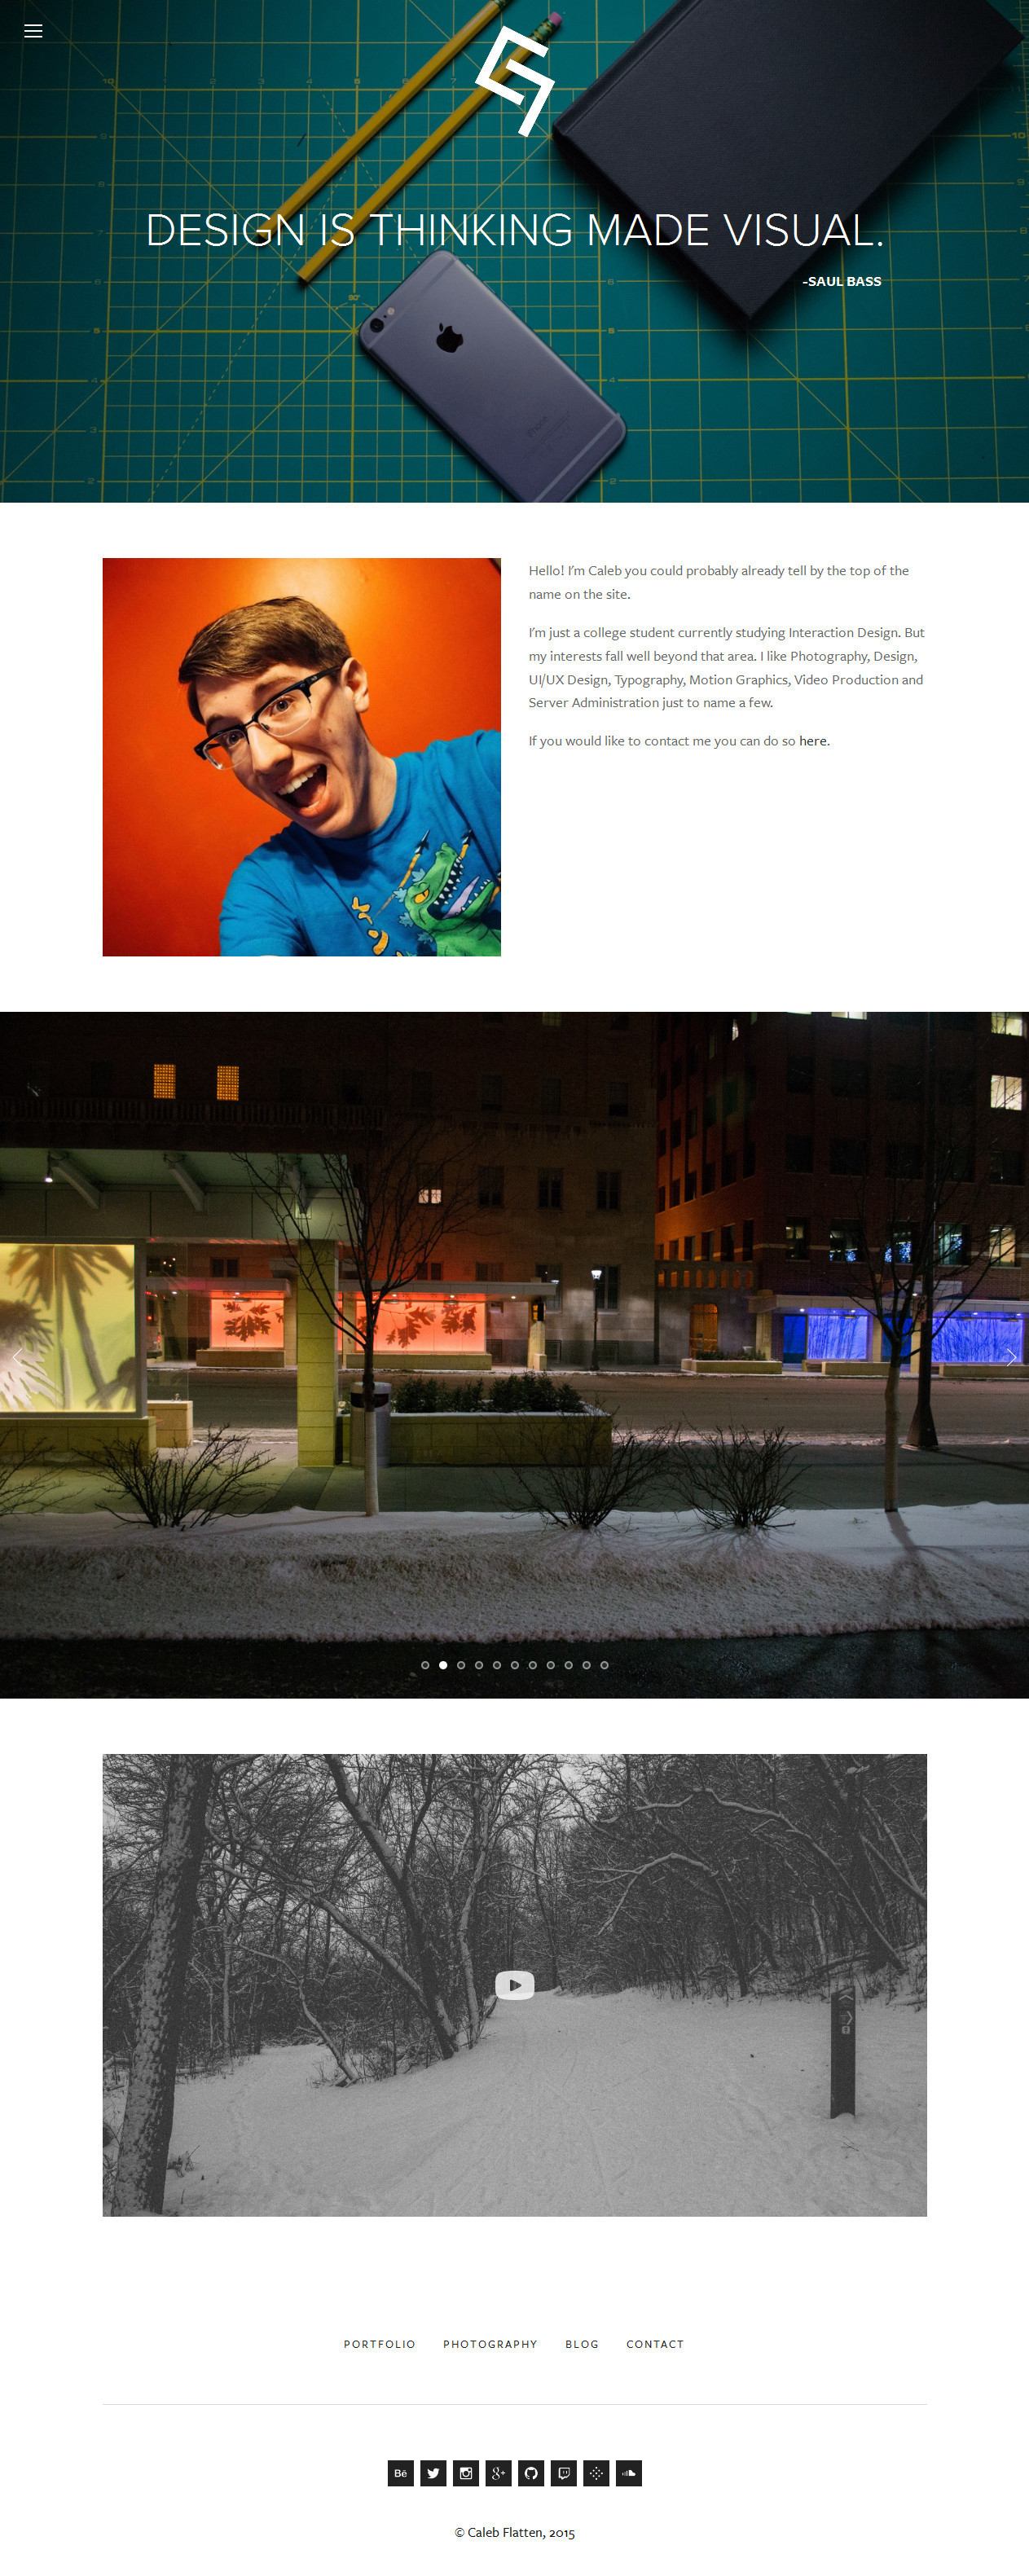 DESIGN IS THINKING MADE VISUAL.
-SAUL BASS
iPhone
Hello! I'm Caleb you could probably already tell by the top of the
name on the site.
I'm just a college student currently studying Interaction Design. But
my interests fall well beyond that area. I like Photography, Design,
UI/UX Design, Typography, Motion Graphics, Video Production and
Server Administration just to name a few.
If you would like to contact me you can do so here.
PORTFOLIO PHOTOGRAPHY BLOG CONTACT
Bē
g+
© Caleb Flatten, 2015